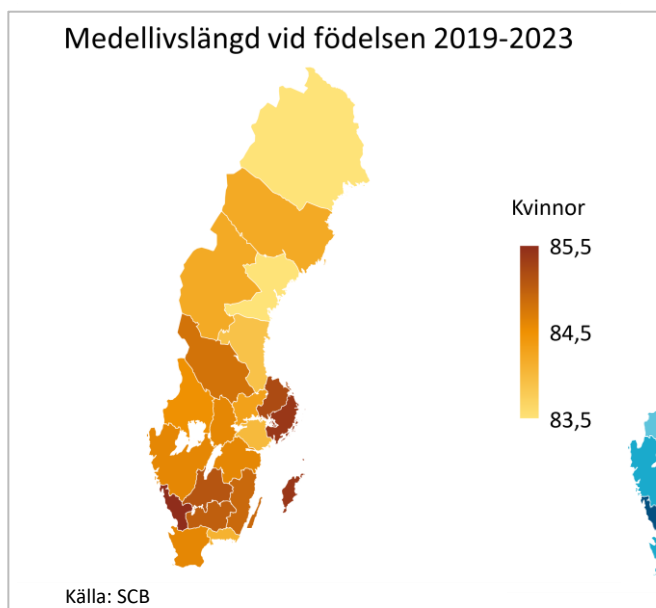 Medellivslängd vid födelsen 2019-2023
Kvinnor
85,5
84,5
83,5
Källa: SCB